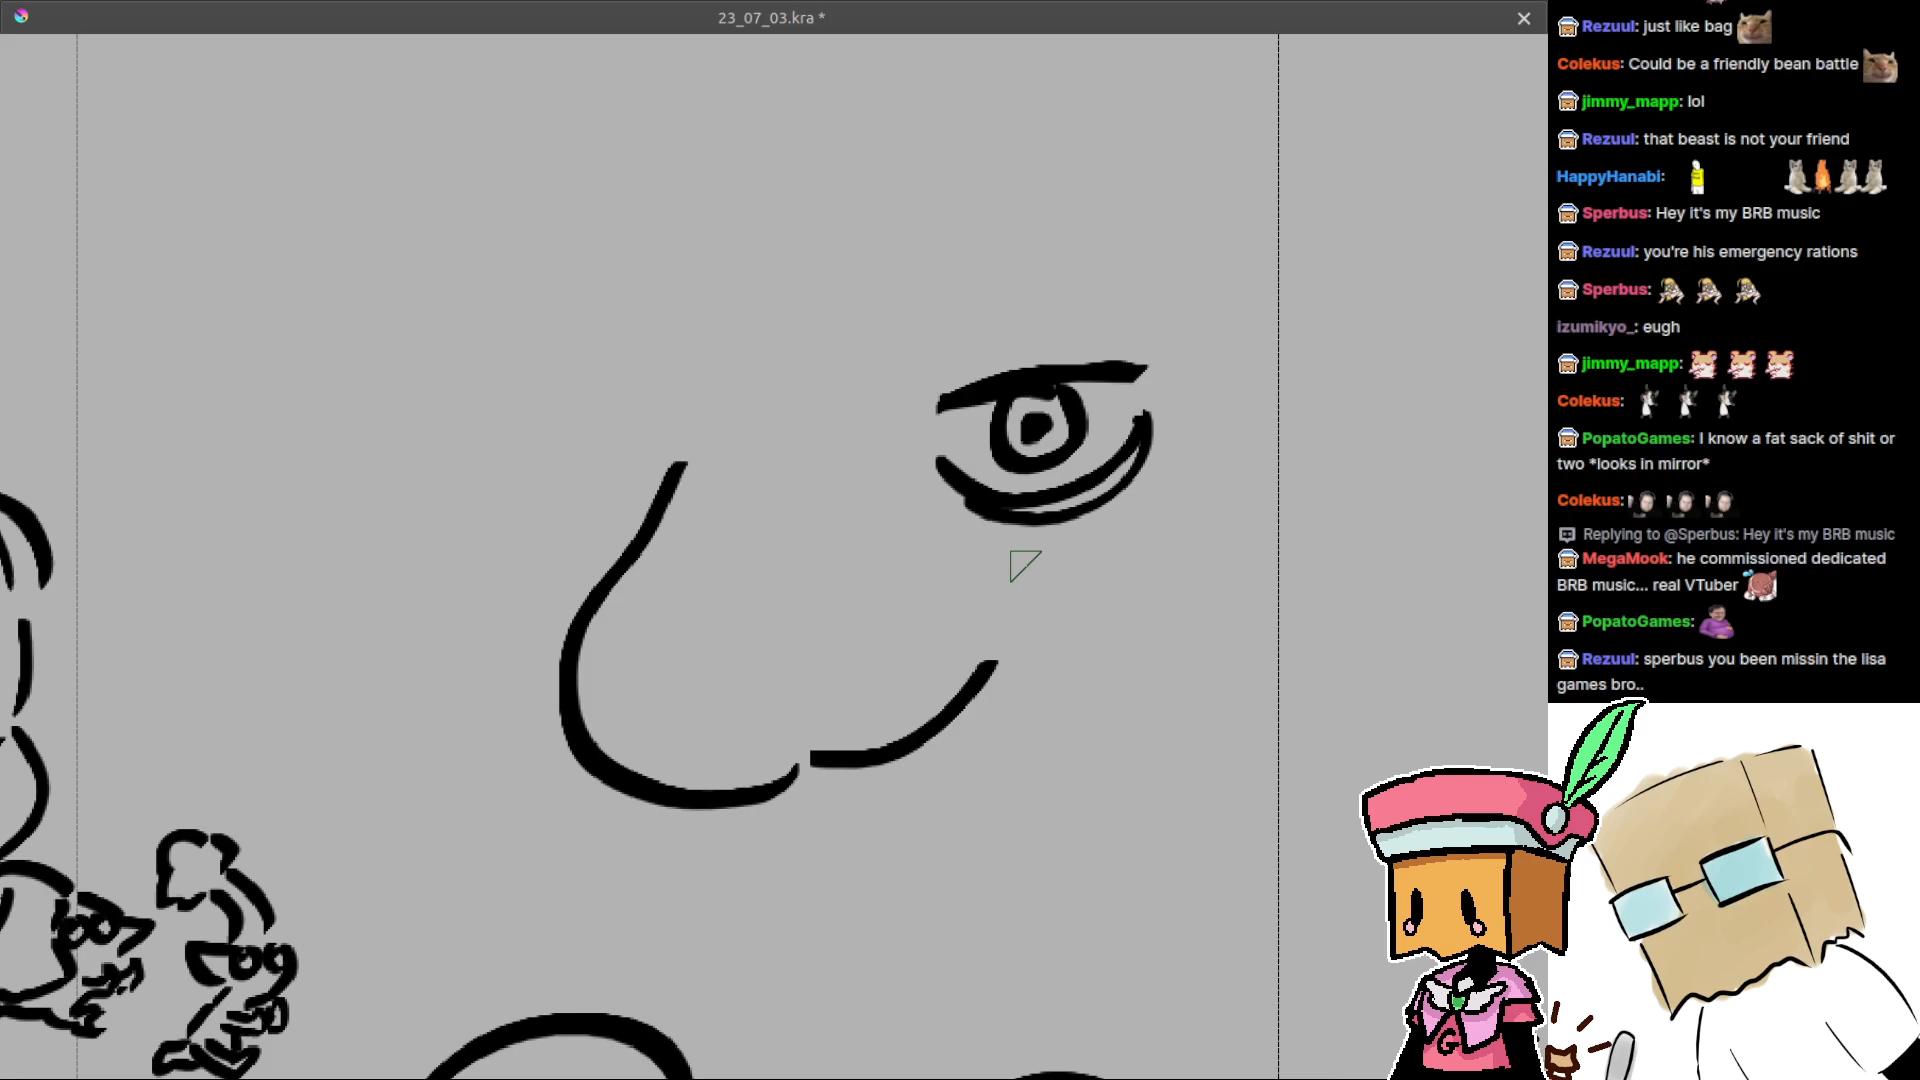 23_07_03.kra *
Rezuul: just like bag
Colekus: Could be a friendly bean battle
jimmy_mapp: lol
Rezuul: that beast is not your friend
HappyHanabi:
Sperbus: Hey it's my BRB music
Rezuul: you're his emergency rations
Sperbus:
izumikyo_: eugh
jimmy_mapp:
Colekus:
PopatoGames: I know a fat sack of shit or
two *looks in mirror*
Colekus:
Replying to @Sperbus: Hey it's my BRB music
MegaMook: he commissioned dedicated
BRB music... real VTuber
PopatoGames:
Rezuul: sperbus you been missin the lisa
games bro..
G